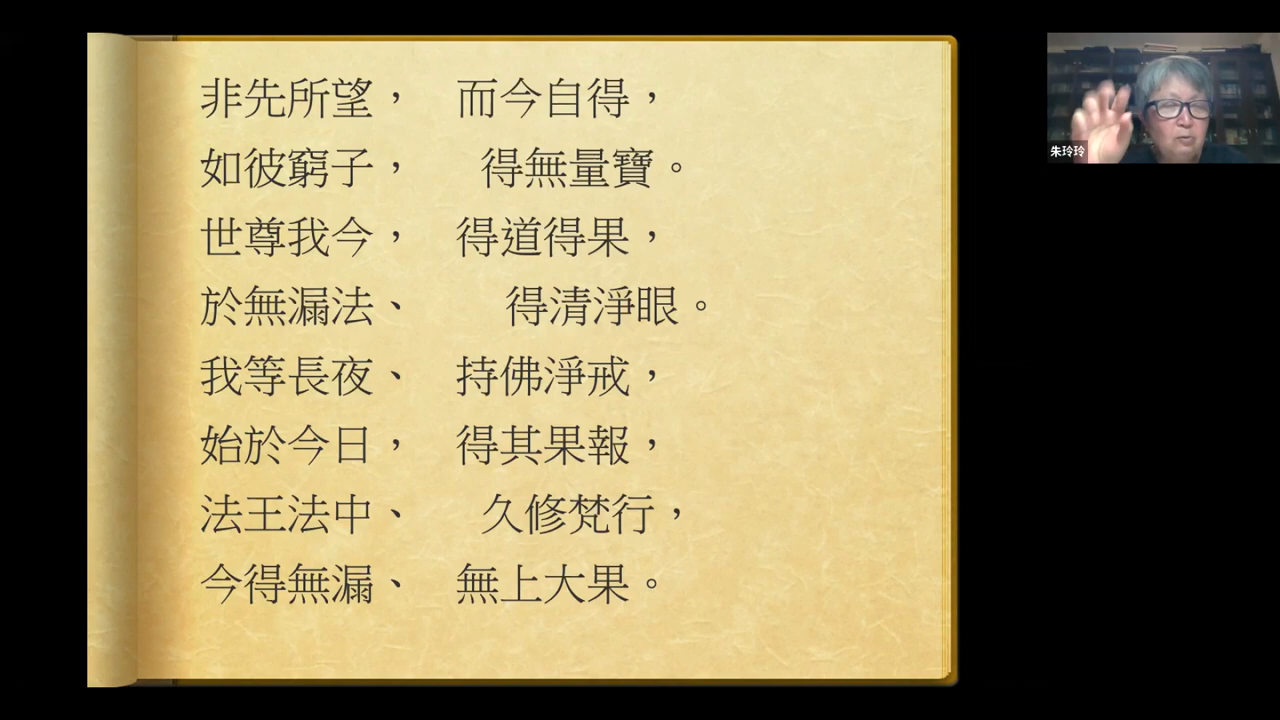 非先所望，　而今自得，
如彼窮子，　得無量寶。
世尊我今，　得道得果，
於無漏法、　得清淨眼。
我等長夜、　持佛淨戒，
始於今日，　得其果報，
法王法中、　久修梵行，
今得無漏、　無上大果。
朱玲玲